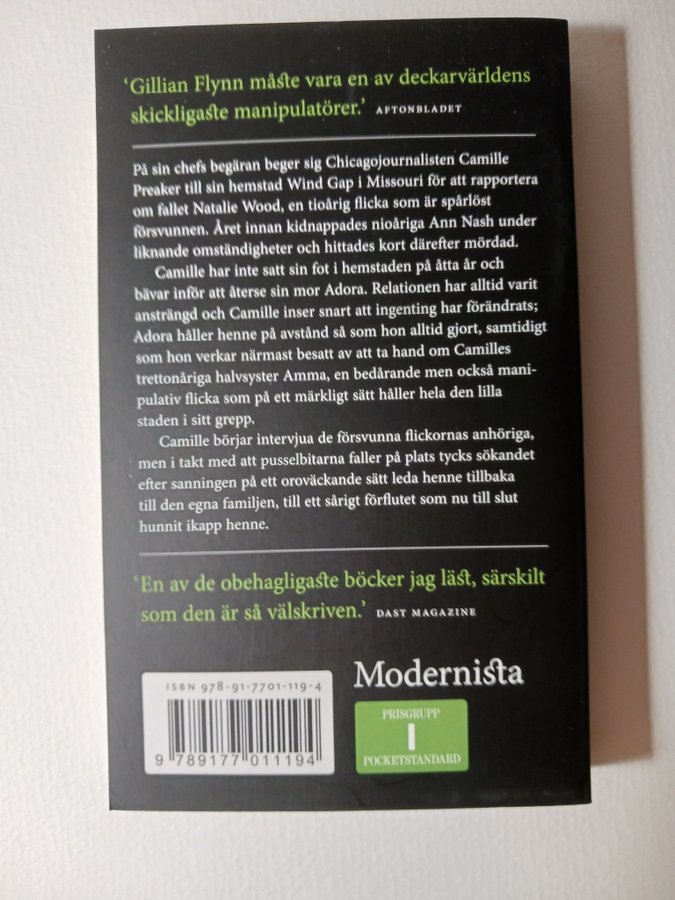 ‘Gillian Flynn måste vara en av deckarvärldens
skickligaste manipulatörer.’ AFTONBLADET
På sin chefs begäran beger sig Chicagojournalisten Camille
Preaker till sin hemstad Wind Gap i Missouri för att rapportera
om fallet Natalie Wood, en tioårig flicka som är spårlöst
försvunnen. Året innan kidnappades nioåriga Ann Nash under
liknande omständigheter och hittades kort därefter mördad.
Camille har inte satt sin fot i hemstaden på åtta år och
bävar inför att återse sin mor Adora. Relationen har alltid varit
ansträngd och Camille inser snart att ingenting har förändrats;
Adora håller henne på avstånd så som hon alltid gjort, samtidigt
som hon verkar närmast besatt av att ta hand om Camilles
trettonåriga halvsyster Amma, en bedårande men också mani-
pulativ flicka som på ett märkligt sätt håller hela den lilla
staden i sitt grepp.
Camille börjar intervjua de försvunna flickornas anhöriga,
men i takt med att pusselbitarna faller på plats tycks sökandet
efter sanningen på ett oroväckande sätt leda henne tillbaka
till den egna familjen, till ett sårigt förflutet som nu till slut
hunnit ikapp henne.
‘En av de obehagligaste böcker jag läst, särskilt
som den är så välskriven.’ DAST MAGAZINE
Modernista
ISBN 978-91-7701-119-4
9 789177 011194
PRISGRUPP
I
POCKETSTANDARD